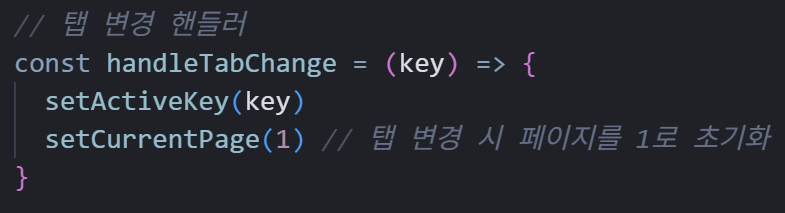 // 탭 변경 핸들러
const handleTabChange = (key) => {
  setActiveKey(key)
  setCurrentPage(1) // 탭 변경 시 페이지를 1로 초기화
}